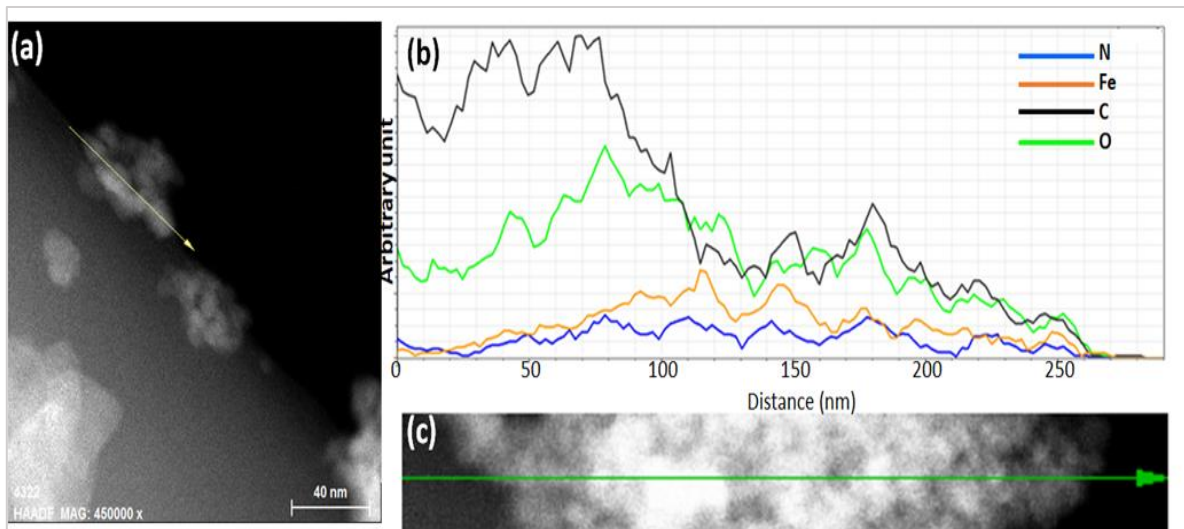 (a)
4322
HAADF MAG: 450000 x
40 nm
(b)
N
Fe
C
O
Arbitrary unit
0 50 100 150 200 250
Distance (nm)
(c)